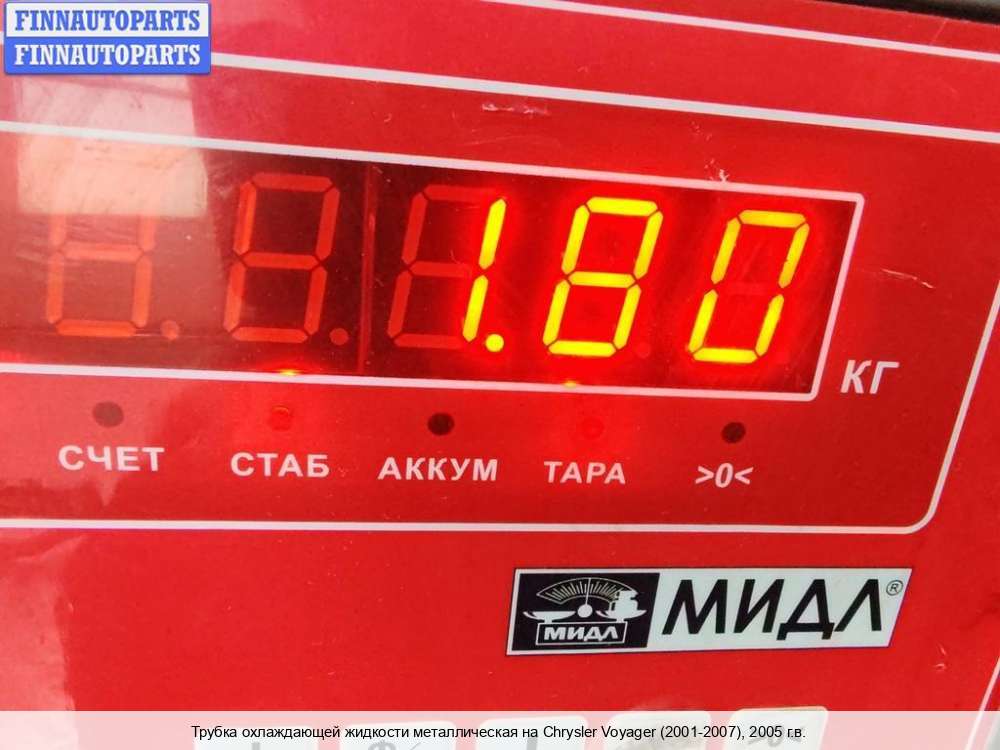 FINNAUTOPARTS
FINNAUTOPARTS
1.80
КГ
СЧЕТ СТАБ АККУМ ТАРА >0<
МИДЛ МИДЛ®
Трубка охлаждающей жидкости металлическая на Chrysler Voyager (2001-2007), 2005 г.в.